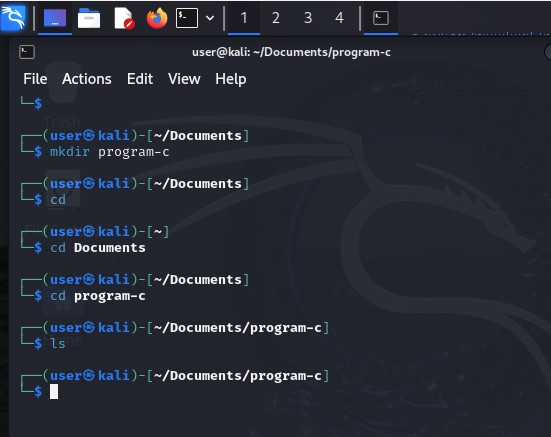 1 2 3 4
user@kali: ~/Documents/program-c
File Actions Edit View Help
└─$
Trash
┌──(user㉿kali)-[~/Documents]
└─$ mkdir program-c
┌──(user㉿kali)-[~/Documents]
└─$ cd
┌──(user㉿kali)-[~]
└─$ cd Documents
┌──(user㉿kali)-[~/Documents]
└─$ cd program-c
┌──(user㉿kali)-[~/Documents/program-c]
└─$ ls
Home
┌──(user㉿kali)-[~/Documents/program-c]
└─$